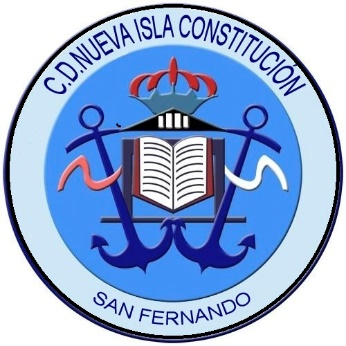 C.D.NUEVA ISLA CONSTITUCIÓN
SAN FERNANDO